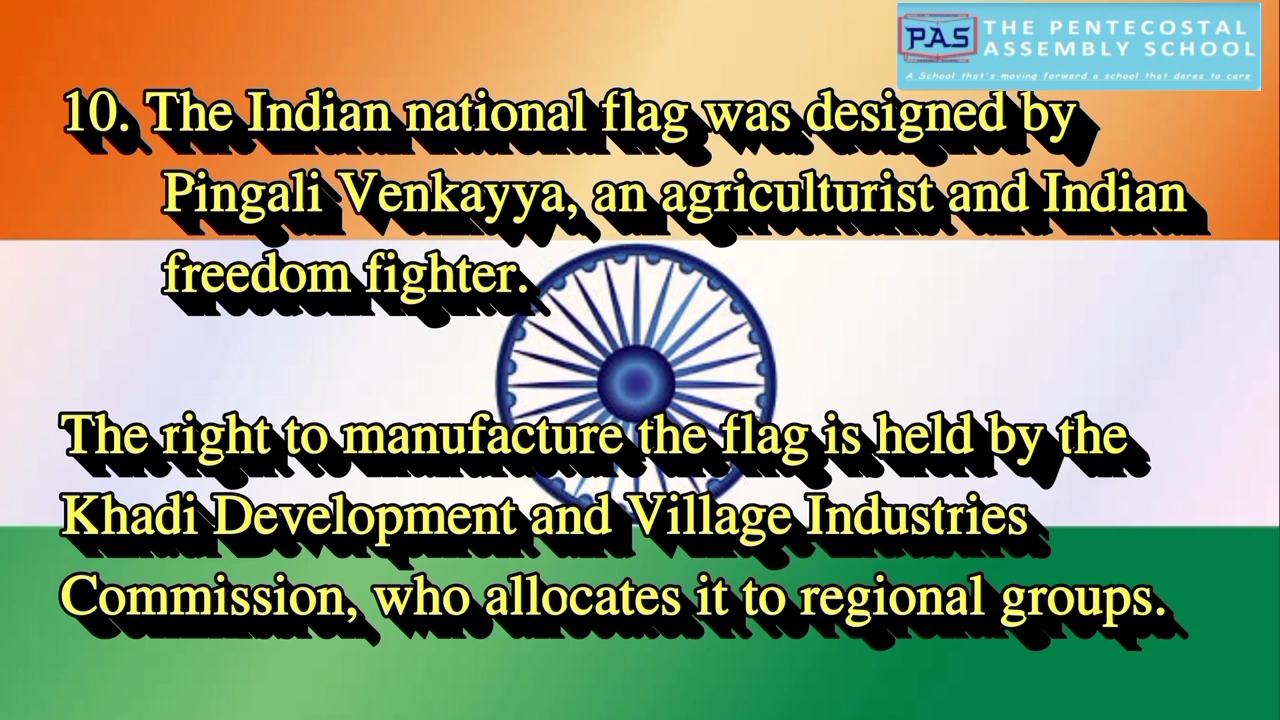 PAS
THE PENTECOSTAL
ASSEMBLY SCHOOL
A School that's moving forward a school that dares to care
10. The Indian national flag was designed by
Pingali Venkayya, an agriculturist and Indian
freedom fighter.
The right to manufacture the flag is held by the
Khadi Development and Village Industries
Commission, who allocates it to regional groups.